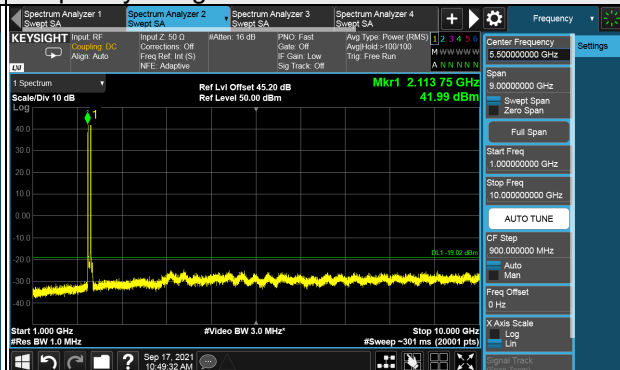 Spectrum Analyzer 1
Swept SA
Spectrum Analyzer 2
Swept SA
Spectrum Analyzer 3
Swept SA
Spectrum Analyzer 4
Swept SA
+
Frequency
KEYSIGHT
LXI
Input: RF
Coupling: DC
Align: Auto
Input Z: 50 Ω
Corrections: Off
Freq Ref: Int (S)
NFE: Adaptive
#Atten: 16 dB
PNO: Fast
Gate: Off
IF Gain: Low
Sig Track: Off
Avg Type: Power (RMS)
Avg|Hold:>100/100
Trig: Free Run
1 2 3 4 5 6
M W W W W W
A N N N N N
1 Spectrum
Scale/Div 10 dB
Log
Ref Lvl Offset 45.20 dB
Ref Level 50.00 dBm
Mkr1 2.113 75 GHz
41.99 dBm
1
40.0
30.0
20.0
10.0
0.00
-10.0
-20.0
-30.0
-40.0
DL1 -19.02 dBm
Start 1.000 GHz
#Res BW 1.0 MHz
#Video BW 3.0 MHz*
Stop 10.000 GHz
#Sweep ~301 ms (20001 pts)
Center Frequency
5.500000000 GHz
Span
9.00000000 GHz
Swept Span
Zero Span
Full Span
Start Freq
1.000000000 GHz
Stop Freq
10.000000000 GHz
AUTO TUNE
CF Step
900.000000 MHz
Auto
Man
Freq Offset
0 Hz
X Axis Scale
Log
Lin
Signal Track
Settings
?
Sep 17, 2021
10:49:32 AM